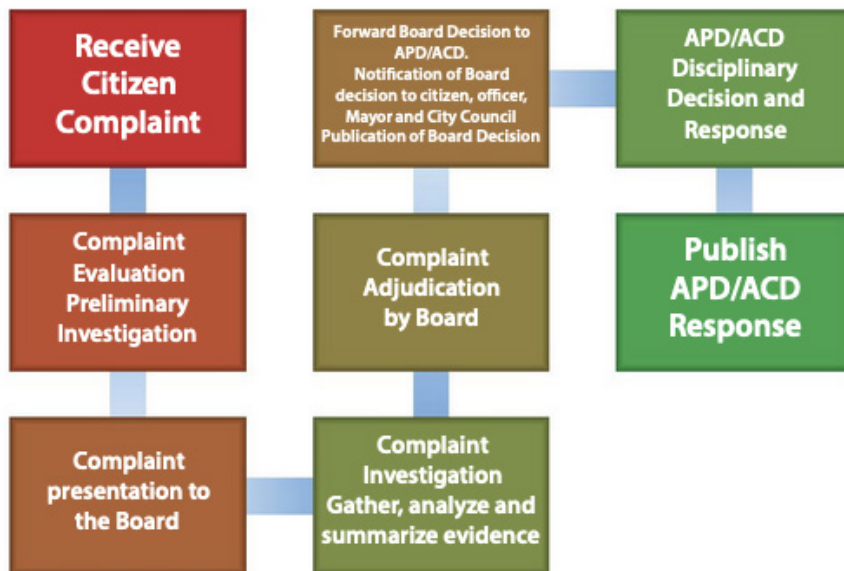 Receive
Citizen
Complaint
Complaint
Evaluation
Preliminary
Investigation
Complaint
presentation to
the Board
Complaint
Investigation
Gather, analyze and
summarize evidence
Complaint
Adjudication
by Board
Forward Board Decision to
APD/ACD.
Notification of Board
decision to citizen, officer,
Mayor and City Council
Publication of Board Decision
APD/ACD
Disciplinary
Decision and
Response
Publish
APD/ACD
Response